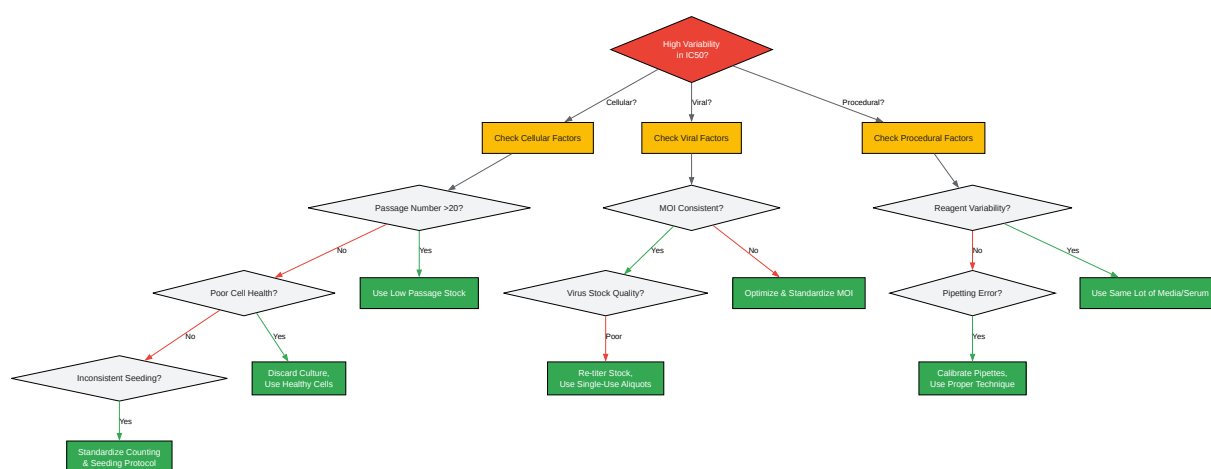 High Variability
in IC50?
Cellular?
Viral?
Procedural?
Check Cellular Factors
Check Viral Factors
Check Procedural Factors
Passage Number >20?
MOI Consistent?
Reagent Variability?
No
Yes
Yes
No
No
Yes
Poor Cell Health?
Use Low Passage Stock
Virus Stock Quality?
Optimize & Standardize MOI
Pipetting Error?
Use Same Lot of Media/Serum
No
Yes
Poor
Yes
Inconsistent Seeding?
Discard Culture,
Use Healthy Cells
Re-titer Stock,
Use Single-Use Aliquots
Calibrate Pipettes,
Use Proper Technique
Yes
Standardize Counting
& Seeding Protocol